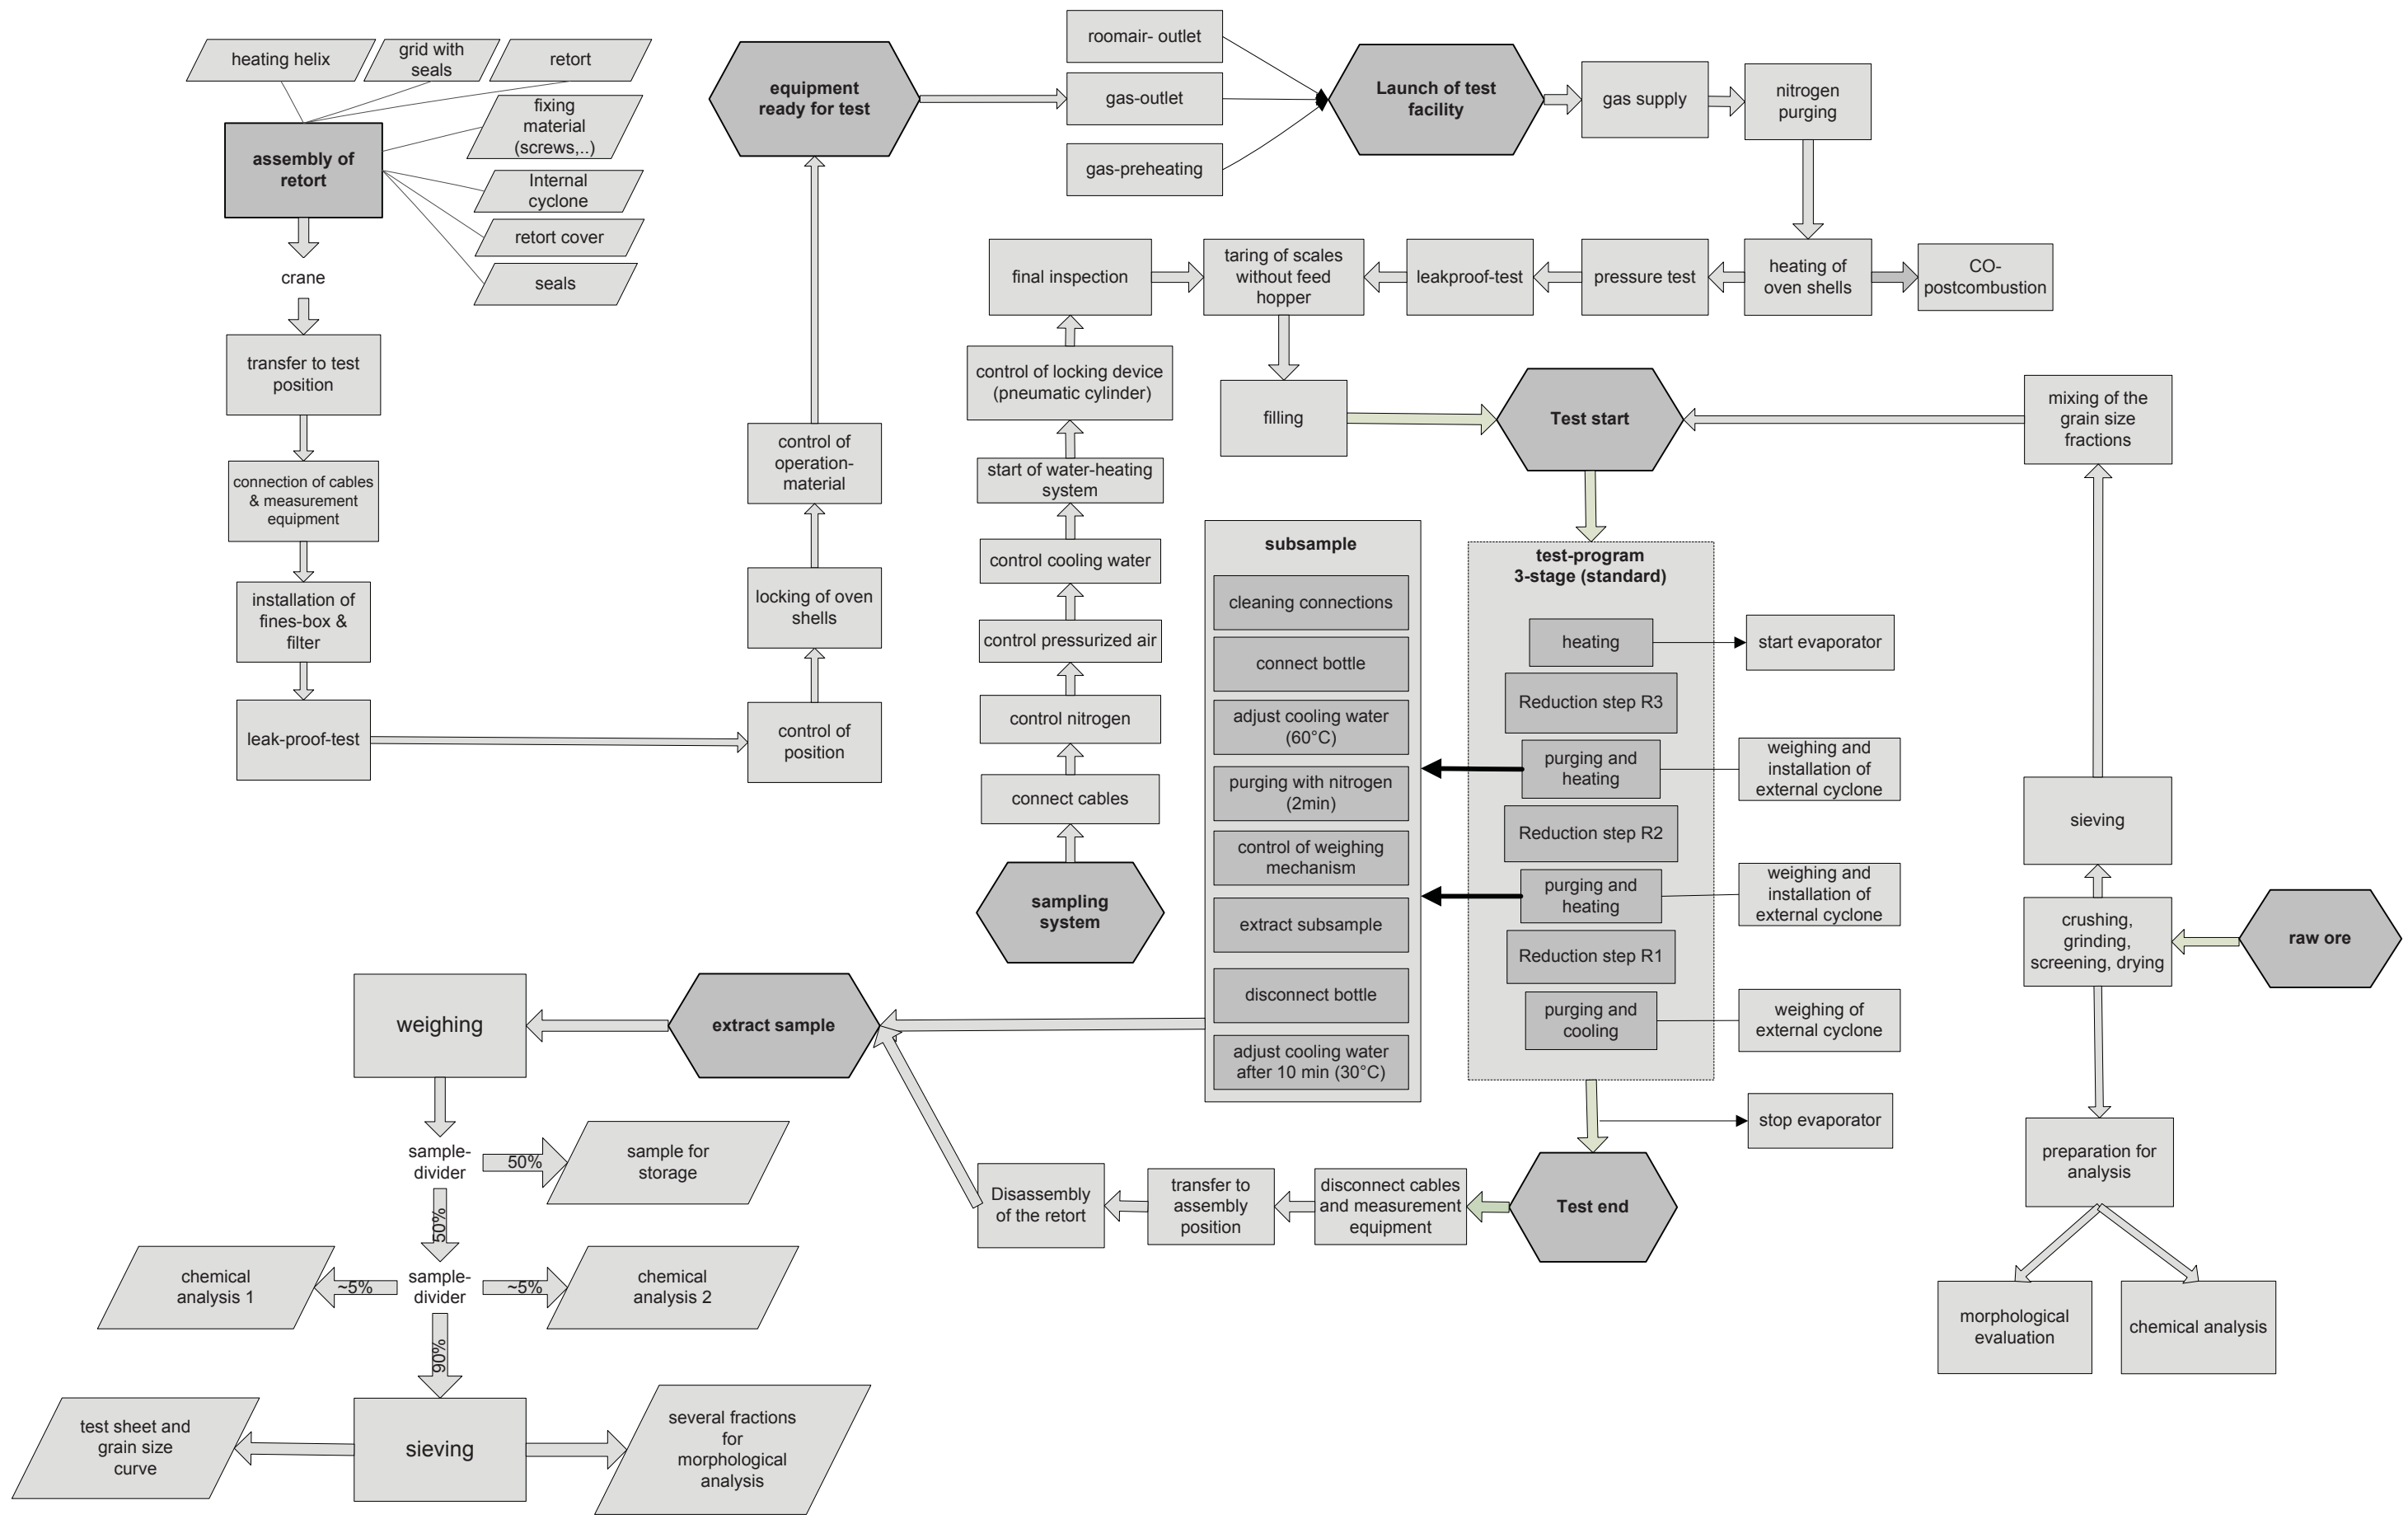 heating helix
grid with
seals
retort
fixing
material
(screws,..)
Internal
cyclone
retort cover
seals
assembly of
retort
crane
transfer to test
position
connection of cables
& measurement
equipment
installation of
fines-box &
filter
leak-proof-test
control of
position
locking of oven
shells
control of
operation-
material
equipment
ready for test
roomair- outlet
gas-outlet
gas-preheating
Launch of test
facility
gas supply
nitrogen
purging
heating of
oven shells
CO-
postcombustion
pressure test
leakproof-test
taring of scales
without feed
hopper
final inspection
control of locking device
(pneumatic cylinder)
start of water-heating
system
control cooling water
control pressurized air
control nitrogen
connect cables
sampling
system
filling
Test start
mixing of the
grain size
fractions
sieving
crushing,
grinding,
screening, drying
raw ore
preparation for
analysis
morphological
evaluation
chemical analysis
subsample
cleaning connections
connect bottle
adjust cooling water
(60°C)
purging with nitrogen
(2min)
control of weighing
mechanism
extract subsample
disconnect bottle
adjust cooling water
after 10 min (30°C)
test-program
3-stage (standard)
heating
start evaporator
Reduction step R3
purging and
heating
weighing and
installation of
external cyclone
Reduction step R2
purging and
heating
weighing and
installation of
external cyclone
Reduction step R1
purging and
cooling
weighing of
external cyclone
stop evaporator
Test end
disconnect cables
and measurement
equipment
transfer to
assembly
position
Disassembly
of the retort
extract sample
weighing
sample-
divider
50%
sample for
storage
50%
sample-
divider
~5%
chemical
analysis 1
~5%
chemical
analysis 2
90%
sieving
test sheet and
grain size
curve
several fractions
for
morphological
analysis